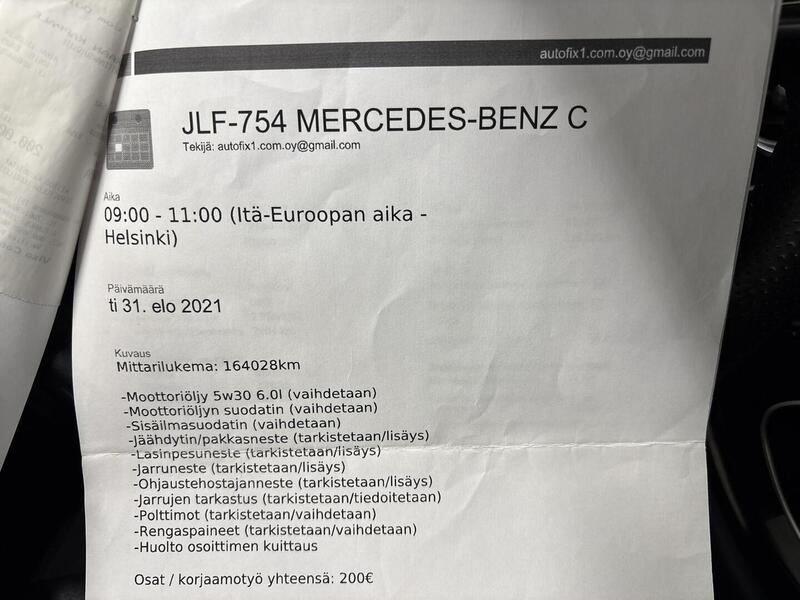 autofix1.com.oy@gmail.com
JLF-754 MERCEDES-BENZ C
Tekijä: autofix1.com.oy@gmail.com
Aika
09:00 - 11:00 (Itä-Euroopan aika -
Helsinki)
Päivämäärä
ti 31. elo 2021
Kuvaus
Mittarilukema: 164028km
-Moottoriöljy 5w30 6.0l (vaihdetaan)
-Moottoriöljyn suodatin (vaihdetaan)
-Sisäilmasuodatin (vaihdetaan)
-Jäähdytin/pakkasneste (tarkistetaan/lisäys)
-Lasinpesuneste (tarkistetaan/lisäys)
-Jarruneste (tarkistetaan/lisäys)
-Ohjaustehostajanneste (tarkistetaan/lisäys)
-Jarrujen tarkastus (tarkistetaan/tiedoitetaan)
-Polttimot (tarkistetaan/vaihdetaan)
-Rengaspaineet (tarkistetaan/vaihdetaan)
-Huolto osoittimen kuittaus
Osat / korjaamotyö yhteensä: 200€